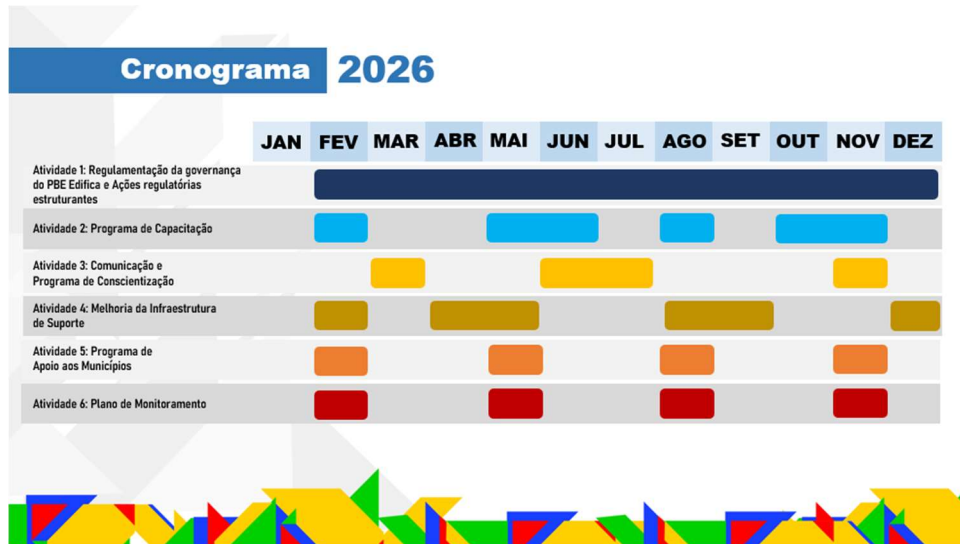 Cronograma 2026
JAN FEV MAR ABR MAI JUN JUL AGO SET OUT NOV DEZ
Atividade 1: Regulamentação da governança
do PBE Edifica e Ações regulatórias
estruturantes
Atividade 2: Programa de Capacitação
Atividade 3: Comunicação e
Programa de Conscientização
Atividade 4: Melhoria da Infraestrutura
de Suporte
Atividade 5: Programa de
Apoio aos Municípios
Atividade 6: Plano de Monitoramento